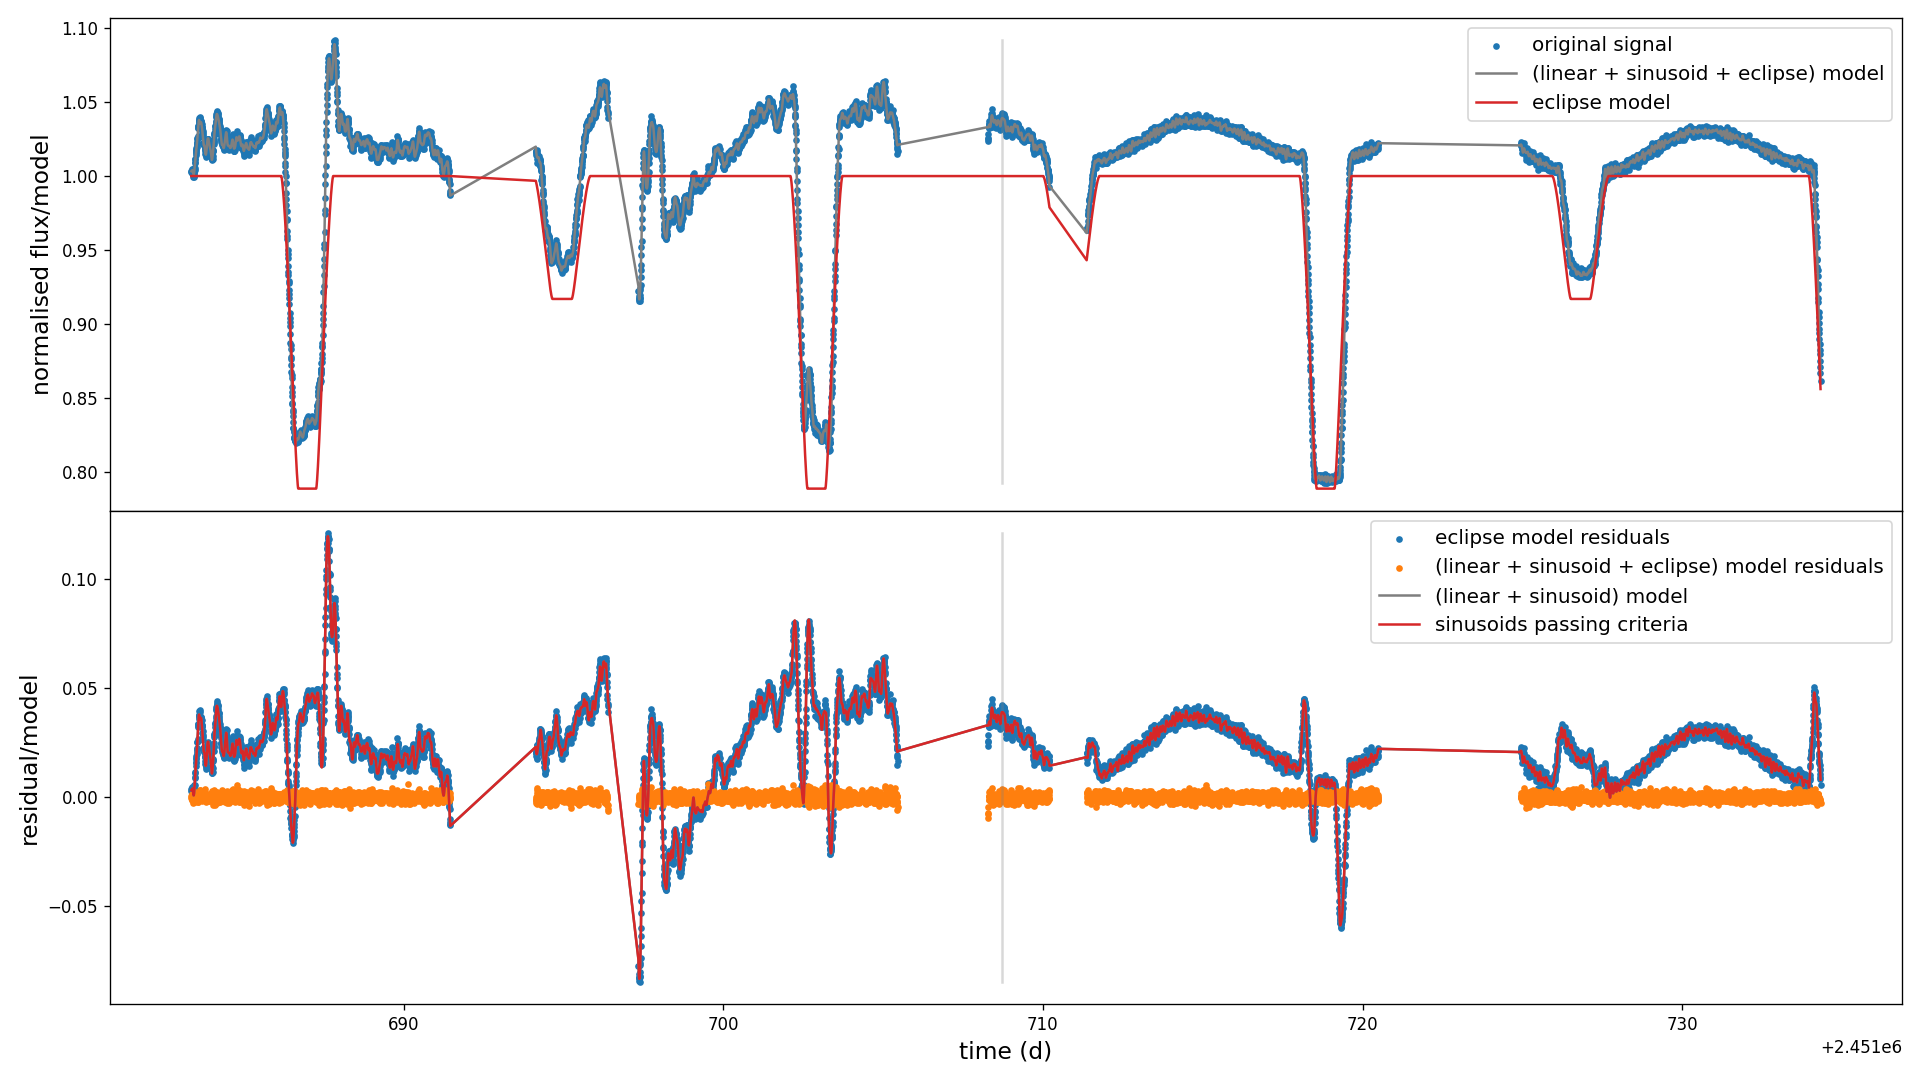 1.10
1.05
1.00
0.95
0.90
0.85
0.80
normalised flux/model
original signal
(linear + sinusoid + eclipse) model
eclipse model
0.10
0.05
0.00
−0.05
residual/model
eclipse model residuals
(linear + sinusoid + eclipse) model residuals
(linear + sinusoid) model
sinusoids passing criteria
690
700
710
720
730
time (d)
+2.451e6